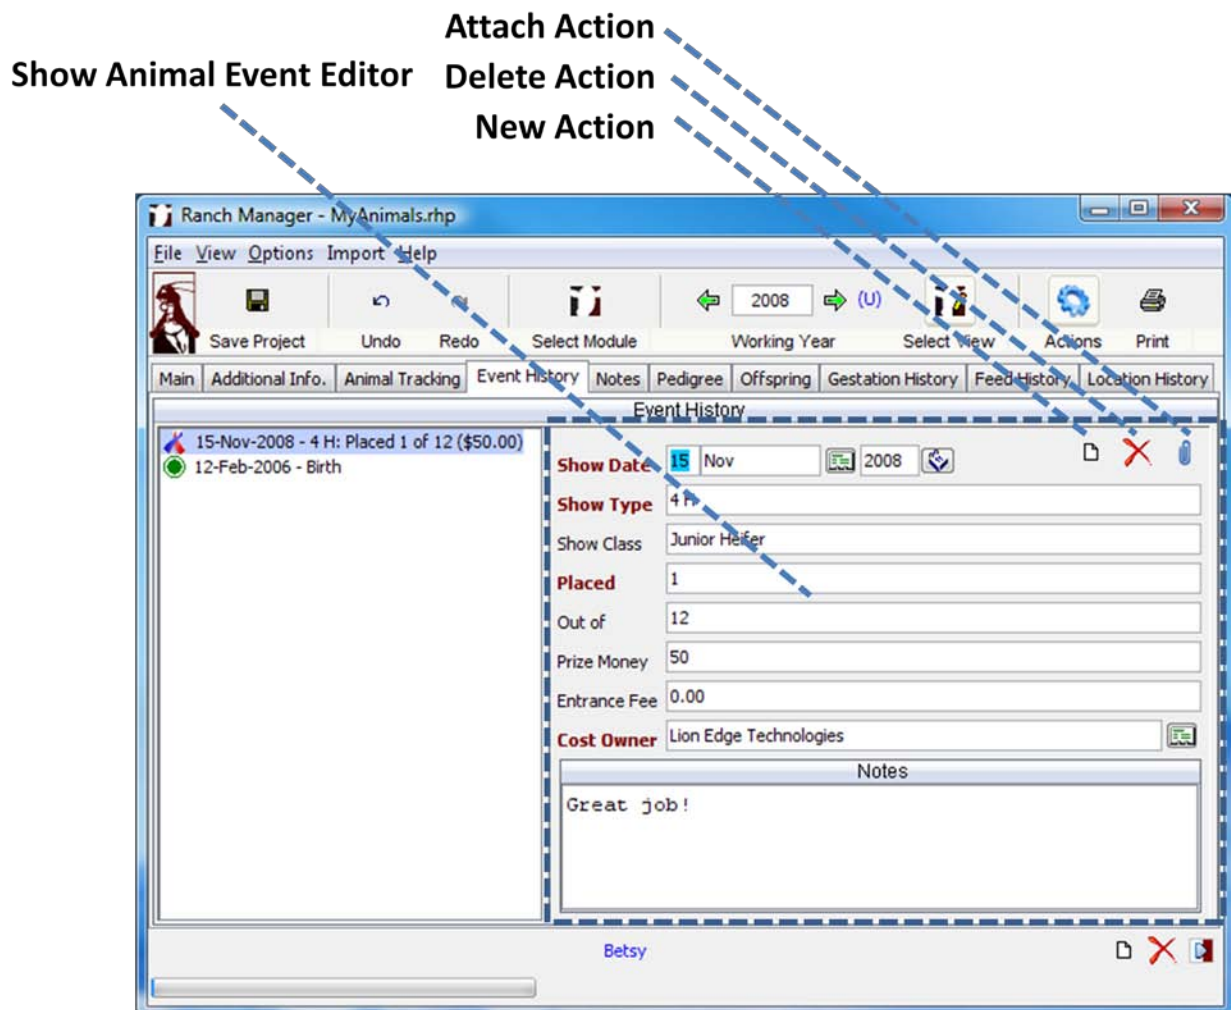 Attach Action
Show Animal Event Editor
Delete Action
New Action
Ranch Manager - MyAnimals.rhp
File View Options Import Help
2008 (U)
Save Project Undo Redo Select Module Working Year Select View Actions Print
Main Additional Info. Animal Tracking Event History Notes Pedigree Offspring Gestation History Feed History Location History
Event History
15-Nov-2008 - 4 H: Placed 1 of 12 ($50.00)
12-Feb-2006 - Birth
Show Date 15 Nov 2008
Show Type 4 H
Show Class Junior Heifer
Placed 1
Out of 12
Prize Money 50
Entrance Fee 0.00
Cost Owner Lion Edge Technologies
Notes
Great job!
Betsy